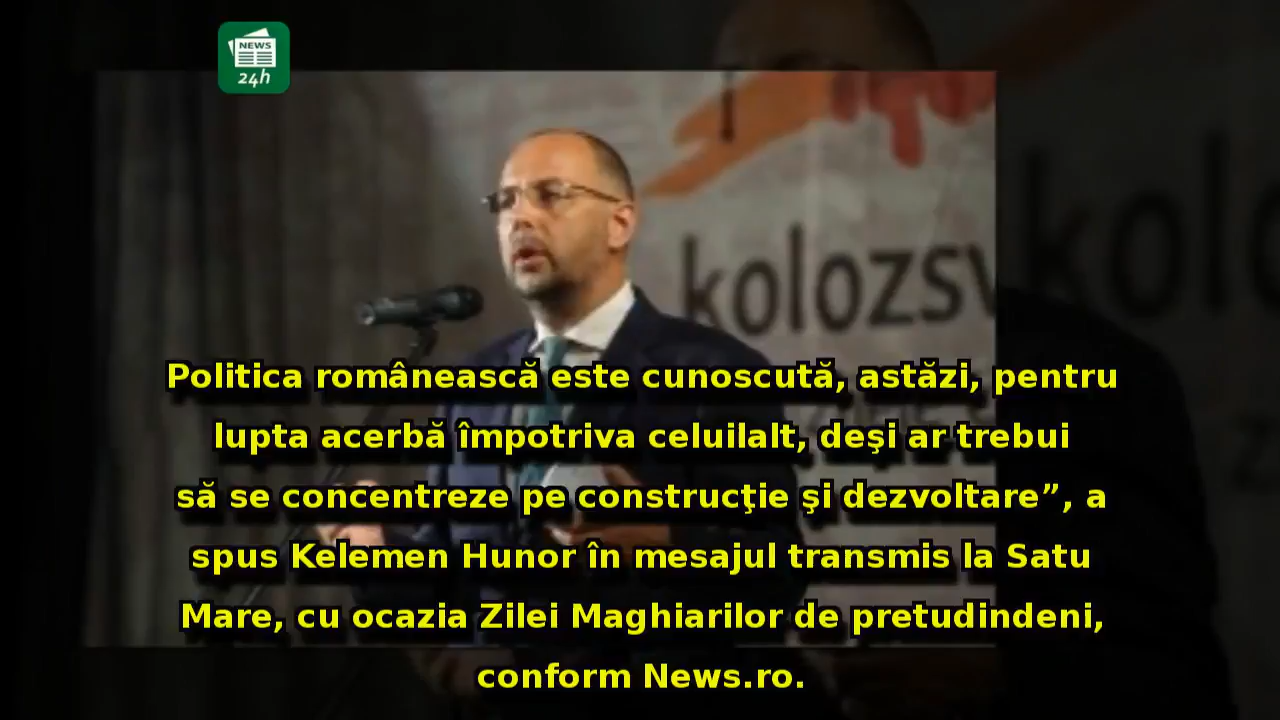 NEWS
24h
kolozsv
Politica românească este cunoscută, astăzi, pentru
lupta acerbă împotriva celuilalt, deşi ar trebui
să se concentreze pe construcţie şi dezvoltare”, a
spus Kelemen Hunor în mesajul transmis la Satu
Mare, cu ocazia Zilei Maghiarilor de pretudindeni,
conform News.ro.